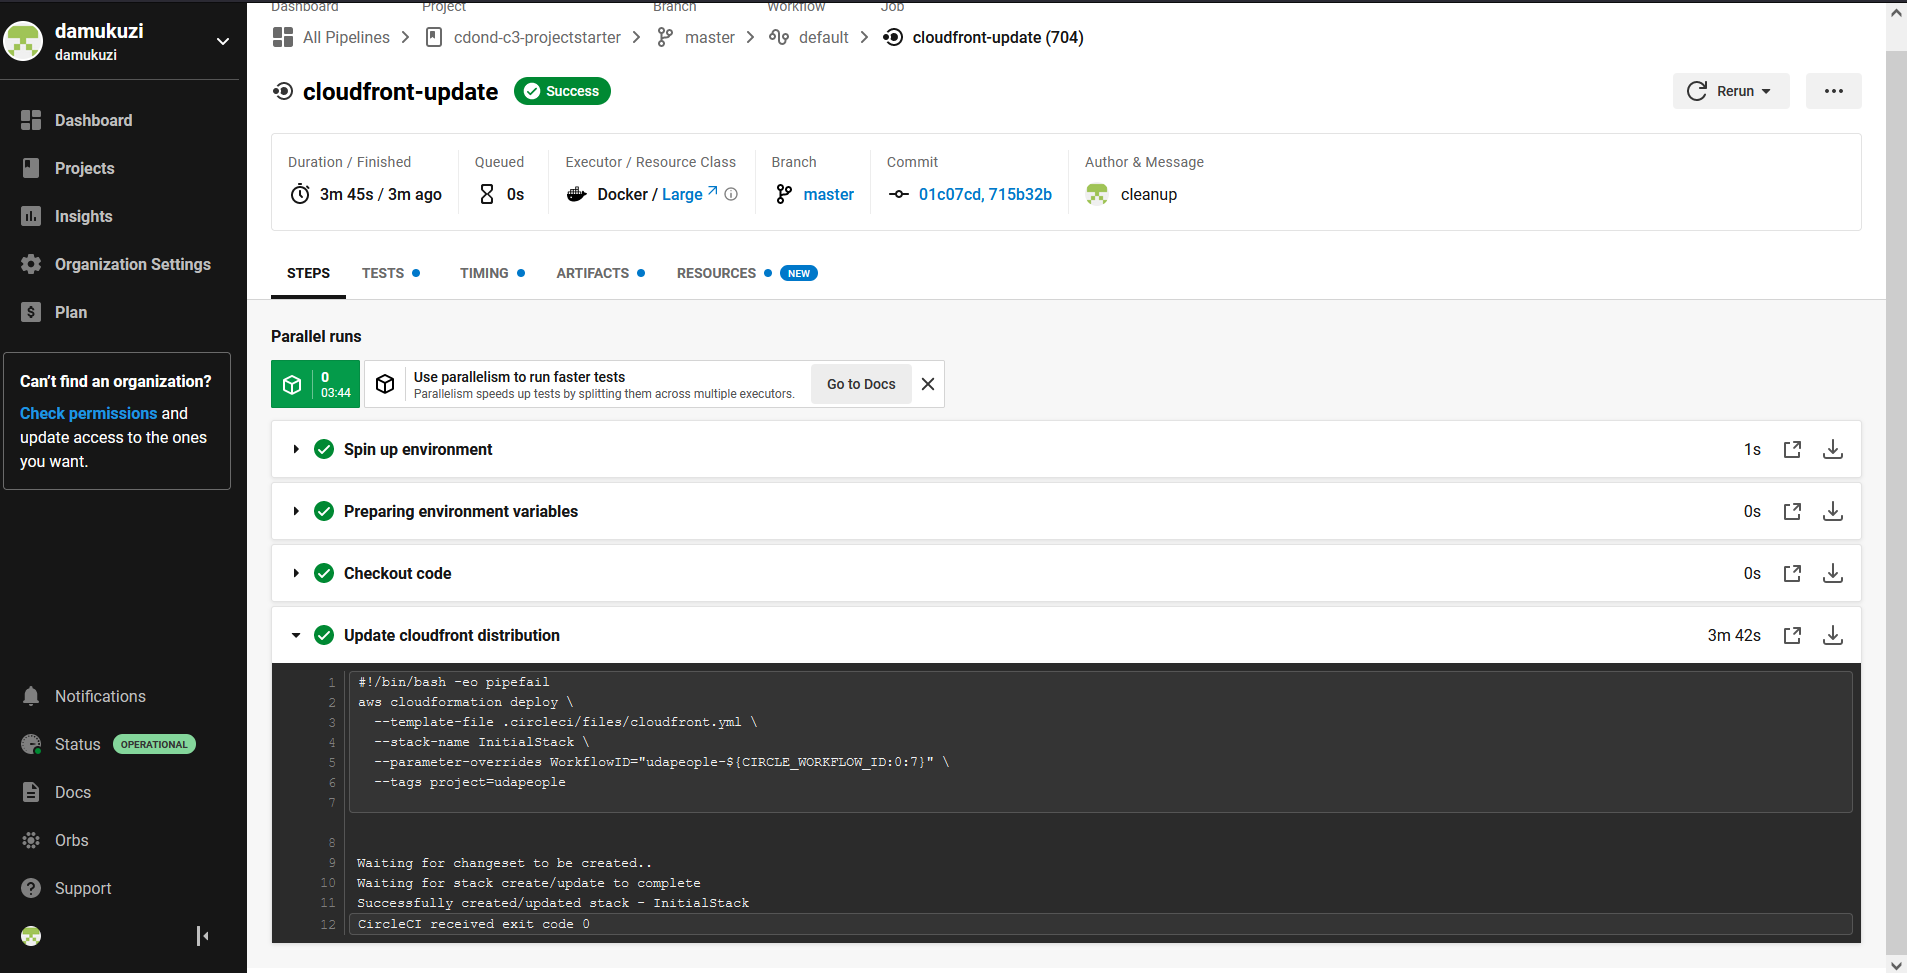 damukuzi
damukuzi
Dashboard
Projects
Insights
Organization Settings
Plan
Can't find an organization?
Check permissions and
update access to the ones
you want.
Notifications
Status OPERATIONAL
Docs
Orbs
Support
Dashboard Project Branch Workflow Job
All Pipelines cdond-c3-projectstarter master default cloudfront-update (704)
cloudfront-update Success
Rerun
Duration / Finished Queued Executor / Resource Class Branch Commit Author & Message
3m 45s / 3m ago 0s Docker / Large master 01c07cd, 715b32b cleanup
STEPS TESTS TIMING ARTIFACTS RESOURCES NEW
Parallel runs
0
03:44
Use parallelism to run faster tests
Parallelism speeds up tests by splitting them across multiple executors.
Go to Docs
Spin up environment 1s
Preparing environment variables 0s
Checkout code 0s
Update cloudfront distribution 3m 42s
1 #!/bin/bash -eo pipefail
2 aws cloudformation deploy \
3 --template-file .circleci/files/cloudfront.yml \
4 --stack-name InitialStack \
5 --parameter-overrides WorkflowID="udapeople-${CIRCLE_WORKFLOW_ID:0:7}" \
6 --tags project=udapeople
7
8
9 Waiting for changeset to be created..
10 Waiting for stack create/update to complete
11 Successfully created/updated stack - InitialStack
12 CircleCI received exit code 0